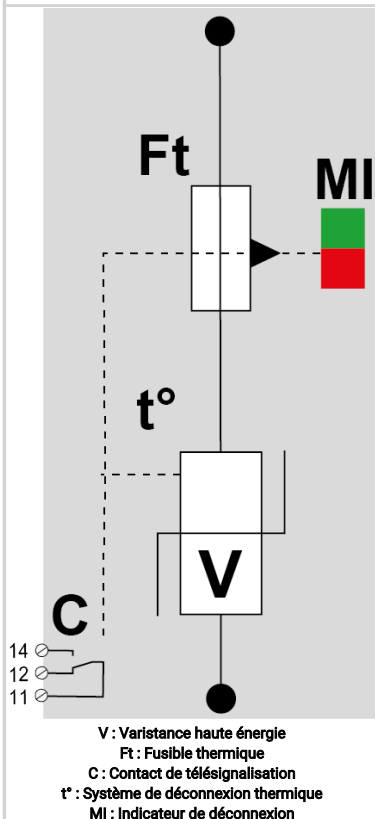 Ft
MI
t°
V
C
14
12
11
V : Varistance haute énergie
Ft : Fusible thermique
C : Contact de télésignalisation
t° : Système de déconnexion thermique
MI : Indicateur de déconnexion